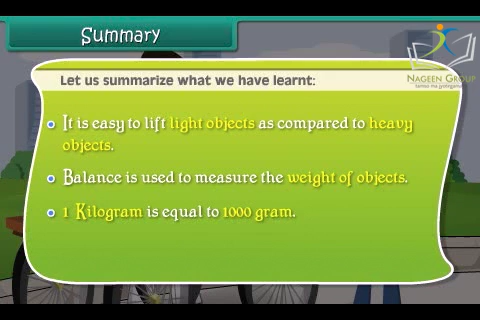 Summary
NAGEEN GROUP
Let us summarize what we have learnt:
It is easy to lift light objects as compared to heavy
objects.
Balance is used to measure the weight of objects.
1 Kilogram is equal to 1000 gram.